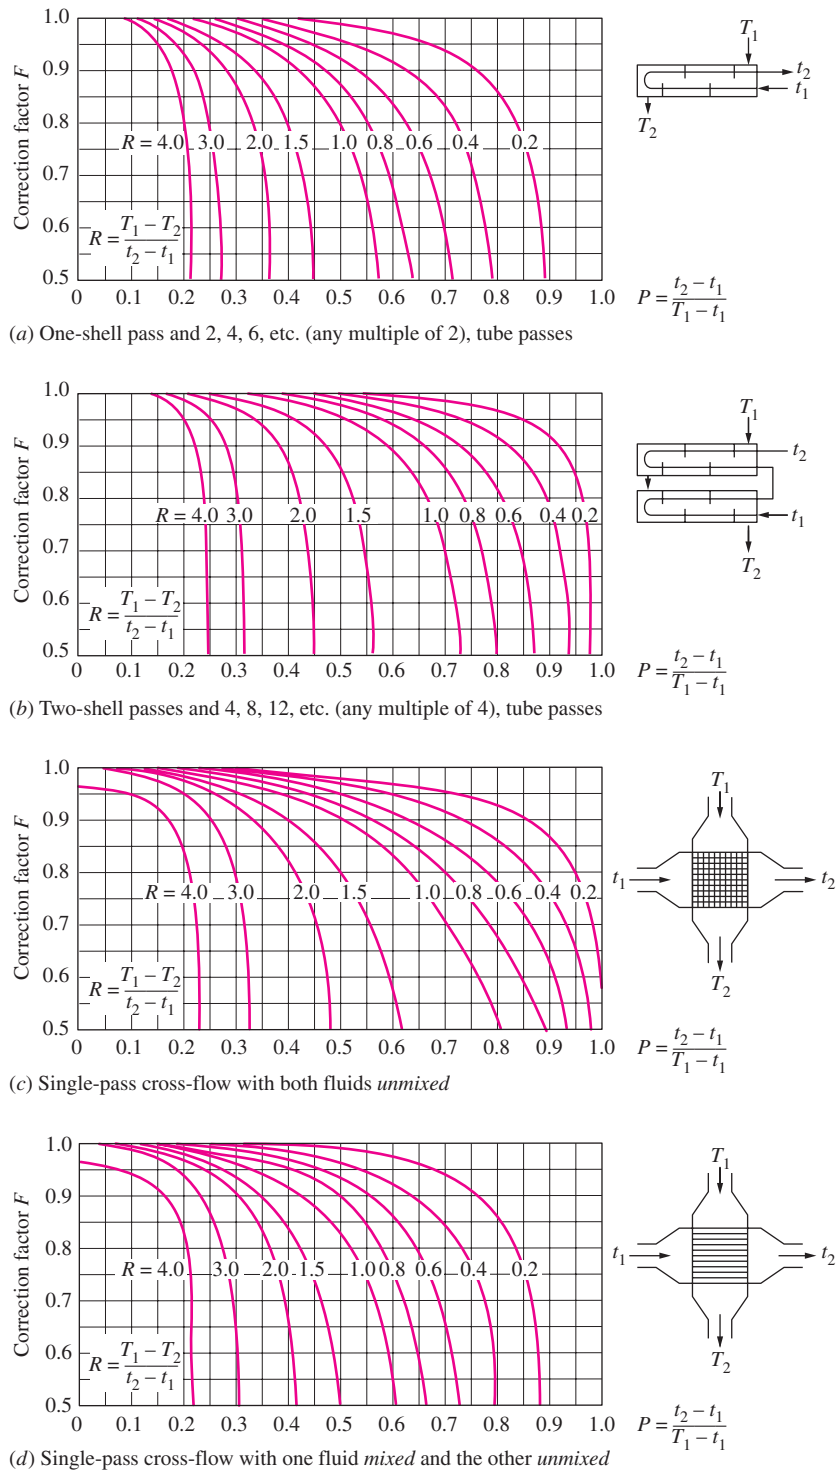 Correction factor F
1.0
0.9
0.8
0.7
0.6
0.5
R = 4.0 3.0 2.0 1.5 1.0 0.8 0.6 0.4 0.2
R = (T₁ − T₂)/(t₂ − t₁)
0 0.1 0.2 0.3 0.4 0.5 0.6 0.7 0.8 0.9 1.0
T₁
t₂
t₁
T₂
P = (t₂ − t₁)/(T₁ − t₁)
(a) One-shell pass and 2, 4, 6, etc. (any multiple of 2), tube passes
Correction factor F
1.0
0.9
0.8
0.7
0.6
0.5
R = 4.0 3.0 2.0 1.5 1.0 0.8 0.6 0.4 0.2
R = (T₁ − T₂)/(t₂ − t₁)
0 0.1 0.2 0.3 0.4 0.5 0.6 0.7 0.8 0.9 1.0
T₁
t₂
t₁
T₂
P = (t₂ − t₁)/(T₁ − t₁)
(b) Two-shell passes and 4, 8, 12, etc. (any multiple of 4), tube passes
Correction factor F
1.0
0.9
0.8
0.7
0.6
0.5
R = 4.0 3.0 2.0 1.5 1.0 0.8 0.6 0.4 0.2
R = (T₁ − T₂)/(t₂ − t₁)
0 0.1 0.2 0.3 0.4 0.5 0.6 0.7 0.8 0.9 1.0
T₁
t₁ t₂
T₂
P = (t₂ − t₁)/(T₁ − t₁)
(c) Single-pass cross-flow with both fluids unmixed
Correction factor F
1.0
0.9
0.8
0.7
0.6
0.5
R = 4.0 3.0 2.0 1.5 1.0 0.8 0.6 0.4 0.2
R = (T₁ − T₂)/(t₂ − t₁)
0 0.1 0.2 0.3 0.4 0.5 0.6 0.7 0.8 0.9 1.0
T₁
t₁ t₂
T₂
P = (t₂ − t₁)/(T₁ − t₁)
(d) Single-pass cross-flow with one fluid mixed and the other unmixed